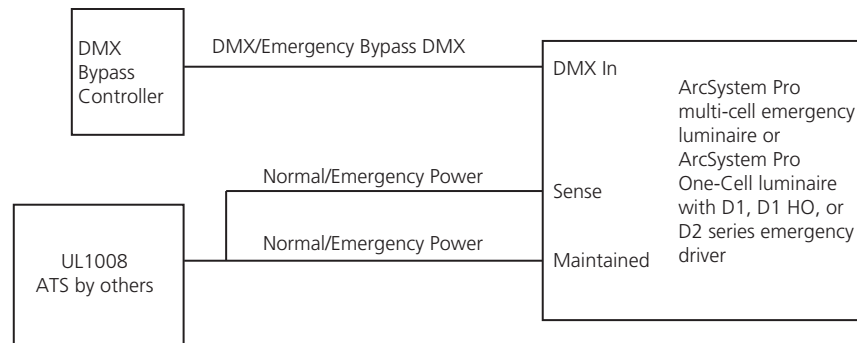 DMX
Bypass
Controller
DMX/Emergency Bypass DMX
DMX In
ArcSystem Pro
multi-cell emergency
luminaire or
ArcSystem Pro
One-Cell luminaire
with D1, D1 HO, or
D2 series emergency
driver
Normal/Emergency Power
Sense
Normal/Emergency Power
Maintained
UL1008
ATS by others